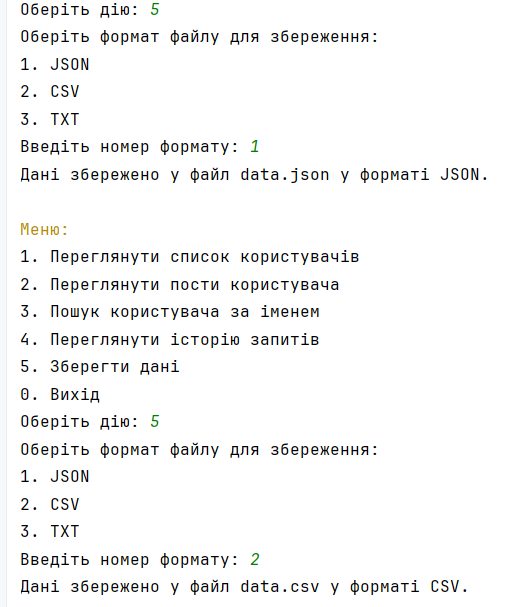 Оберіть дію: 5
Оберіть формат файлу для збереження:
1. JSON
2. CSV
3. TXT
Введіть номер формату: 1
Дані збережено у файл data.json у форматі JSON.
Меню:
1. Переглянути список користувачів
2. Переглянути пости користувача
3. Пошук користувача за іменем
4. Переглянути історію запитів
5. Зберегти дані
0. Вихід
Оберіть дію: 5
Оберіть формат файлу для збереження:
1. JSON
2. CSV
3. TXT
Введіть номер формату: 2
Дані збережено у файл data.csv у форматі CSV.